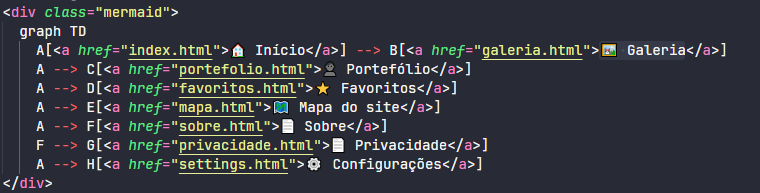 <div class="mermaid">
graph TD
A[<a href="index.html">🏠 Início</a>] --> B[<a href="galeria.html">🖼️ Galeria</a>]
A --> C[<a href="portefolio.html">👤 Portefólio</a>]
A --> D[<a href="favoritos.html">⭐ Favoritos</a>]
A --> E[<a href="mapa.html">🗺️ Mapa do site</a>]
A --> F[<a href="sobre.html">📄 Sobre</a>]
F --> G[<a href="privacidade.html">📄 Privacidade</a>]
A --> H[<a href="settings.html">⚙️ Configurações</a>]
</div>